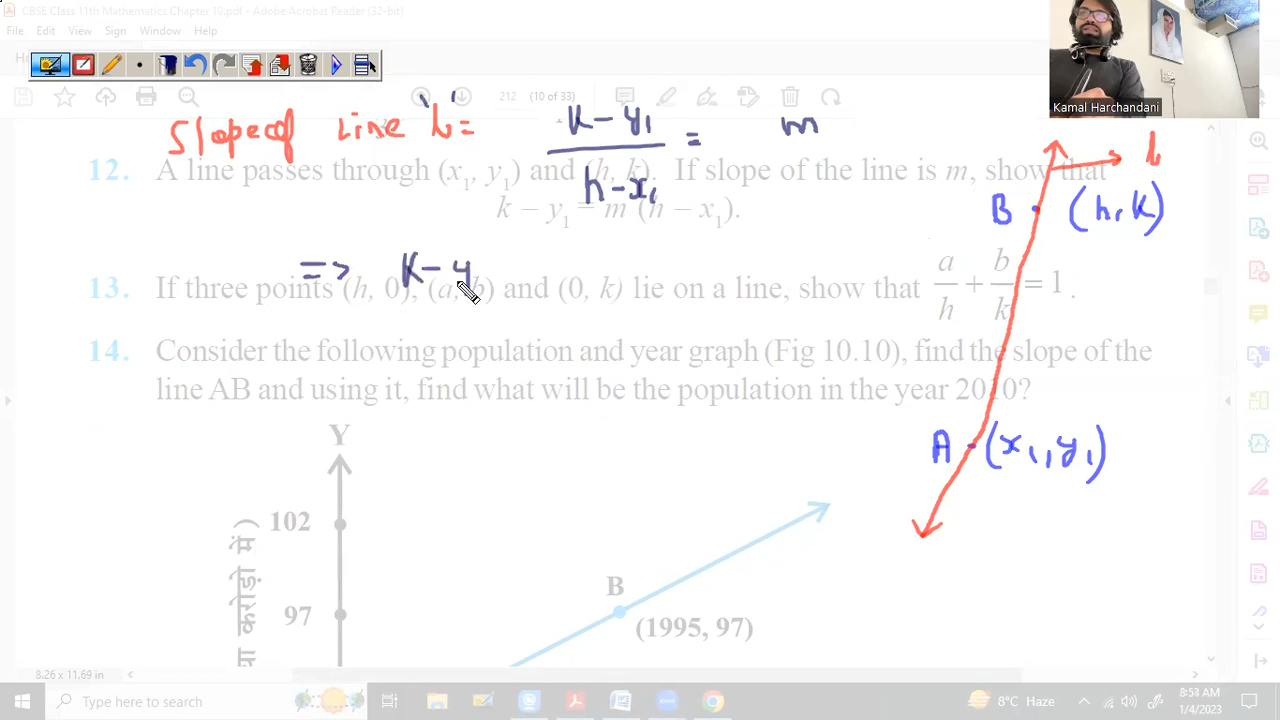 CBSE Class 11th Mathematics Chapter 10.pdf - Adobe Acrobat Reader (32-bit)
File Edit View Sign Window Help
212 (10 of 33)
Kamal Harchandani
Slope of Line 'L' = k - y₁ / h - x₁ = m
12. A line passes through (x₁, y₁) and (h, k). If slope of the line is m, show that
k – y₁ = m (h – x₁).
=> K - y
13. If three points (h, 0), (a, b) and (0, k) lie on a line, show that a/h + b/k = 1.
14. Consider the following population and year graph (Fig 10.10), find the slope of the
line AB and using it, find what will be the population in the year 2010?
L
B (h, k)
A (x₁, y₁)
Y
102
97
B
(1995, 97)
करोड़ों में)
8.26 x 11.69 in
Type here to search
8°C Haze
8:53 AM
1/4/2023